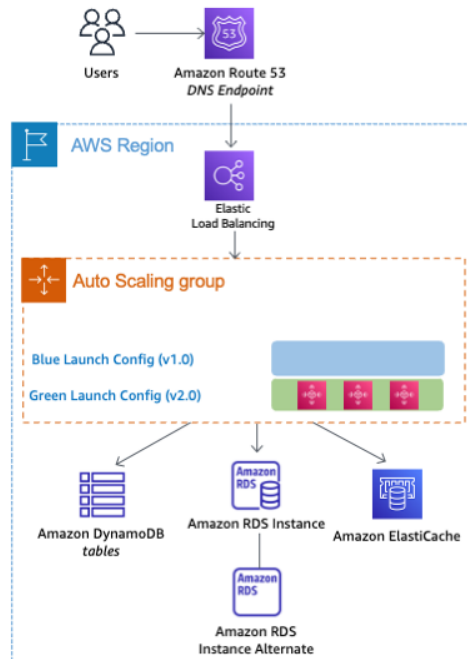 53
Users
Amazon Route 53
DNS Endpoint
AWS Region
Elastic
Load Balancing
Auto Scaling group
Blue Launch Config (v1.0)
Green Launch Config (v2.0)
Amazon
RDS
Amazon DynamoDB
tables
Amazon RDS Instance
Amazon ElastiCache
Amazon
RDS
Amazon RDS
Instance Alternate